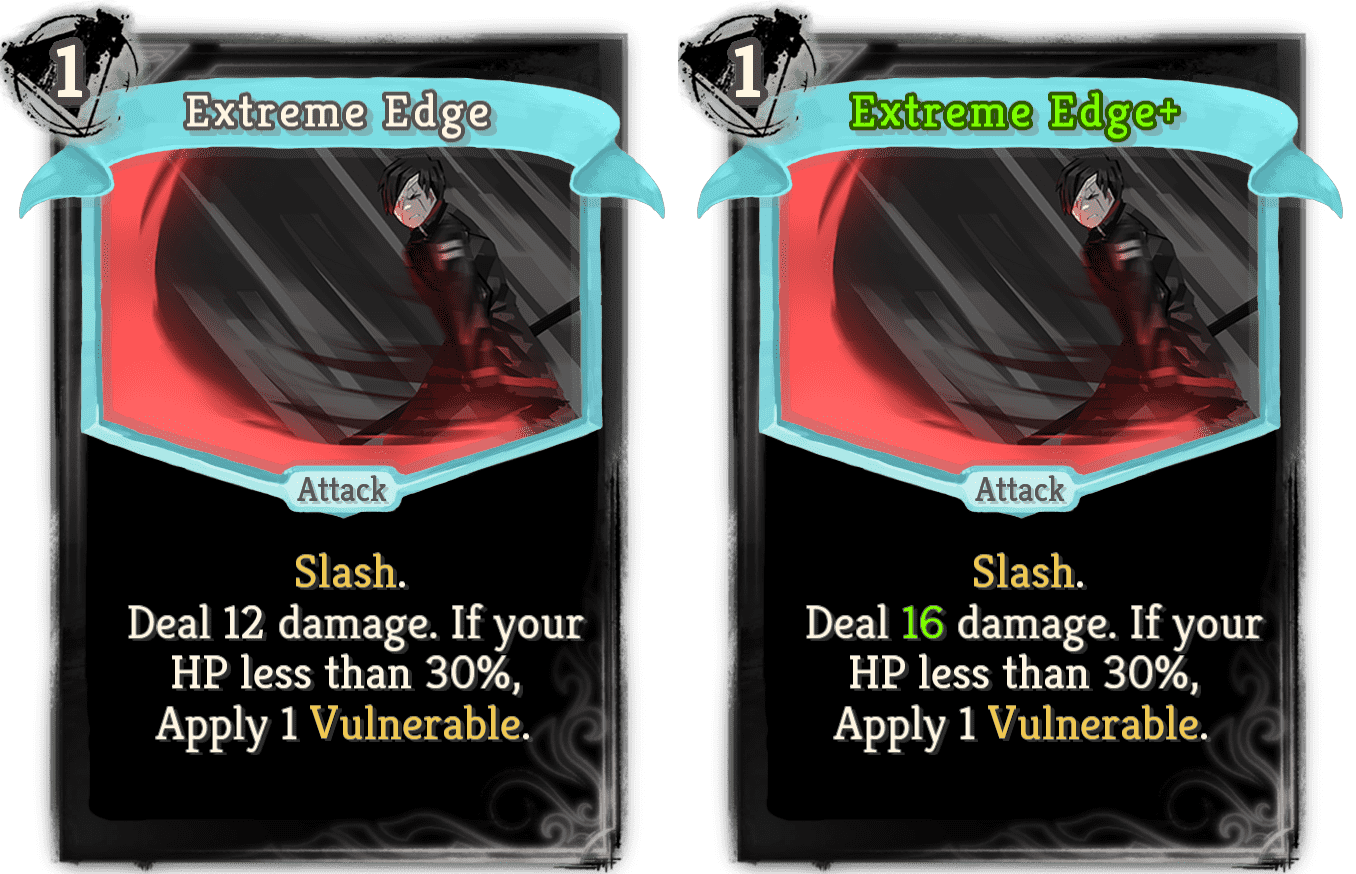 1
Extreme Edge
Attack
Slash.
Deal 12 damage. If your
HP less than 30%,
Apply 1 Vulnerable.
1
Extreme Edge+
Attack
Slash.
Deal 16 damage. If your
HP less than 30%,
Apply 1 Vulnerable.